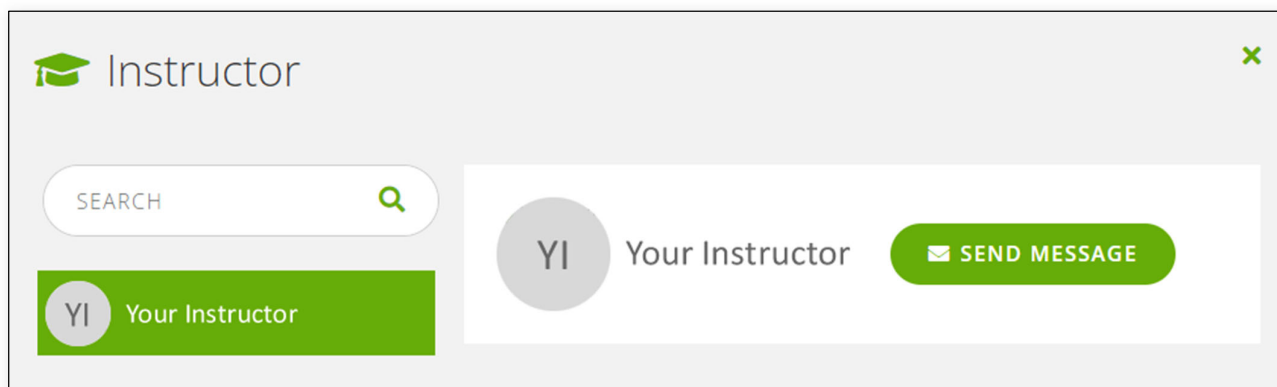 Instructor
SEARCH
YI Your Instructor
YI Your Instructor SEND MESSAGE